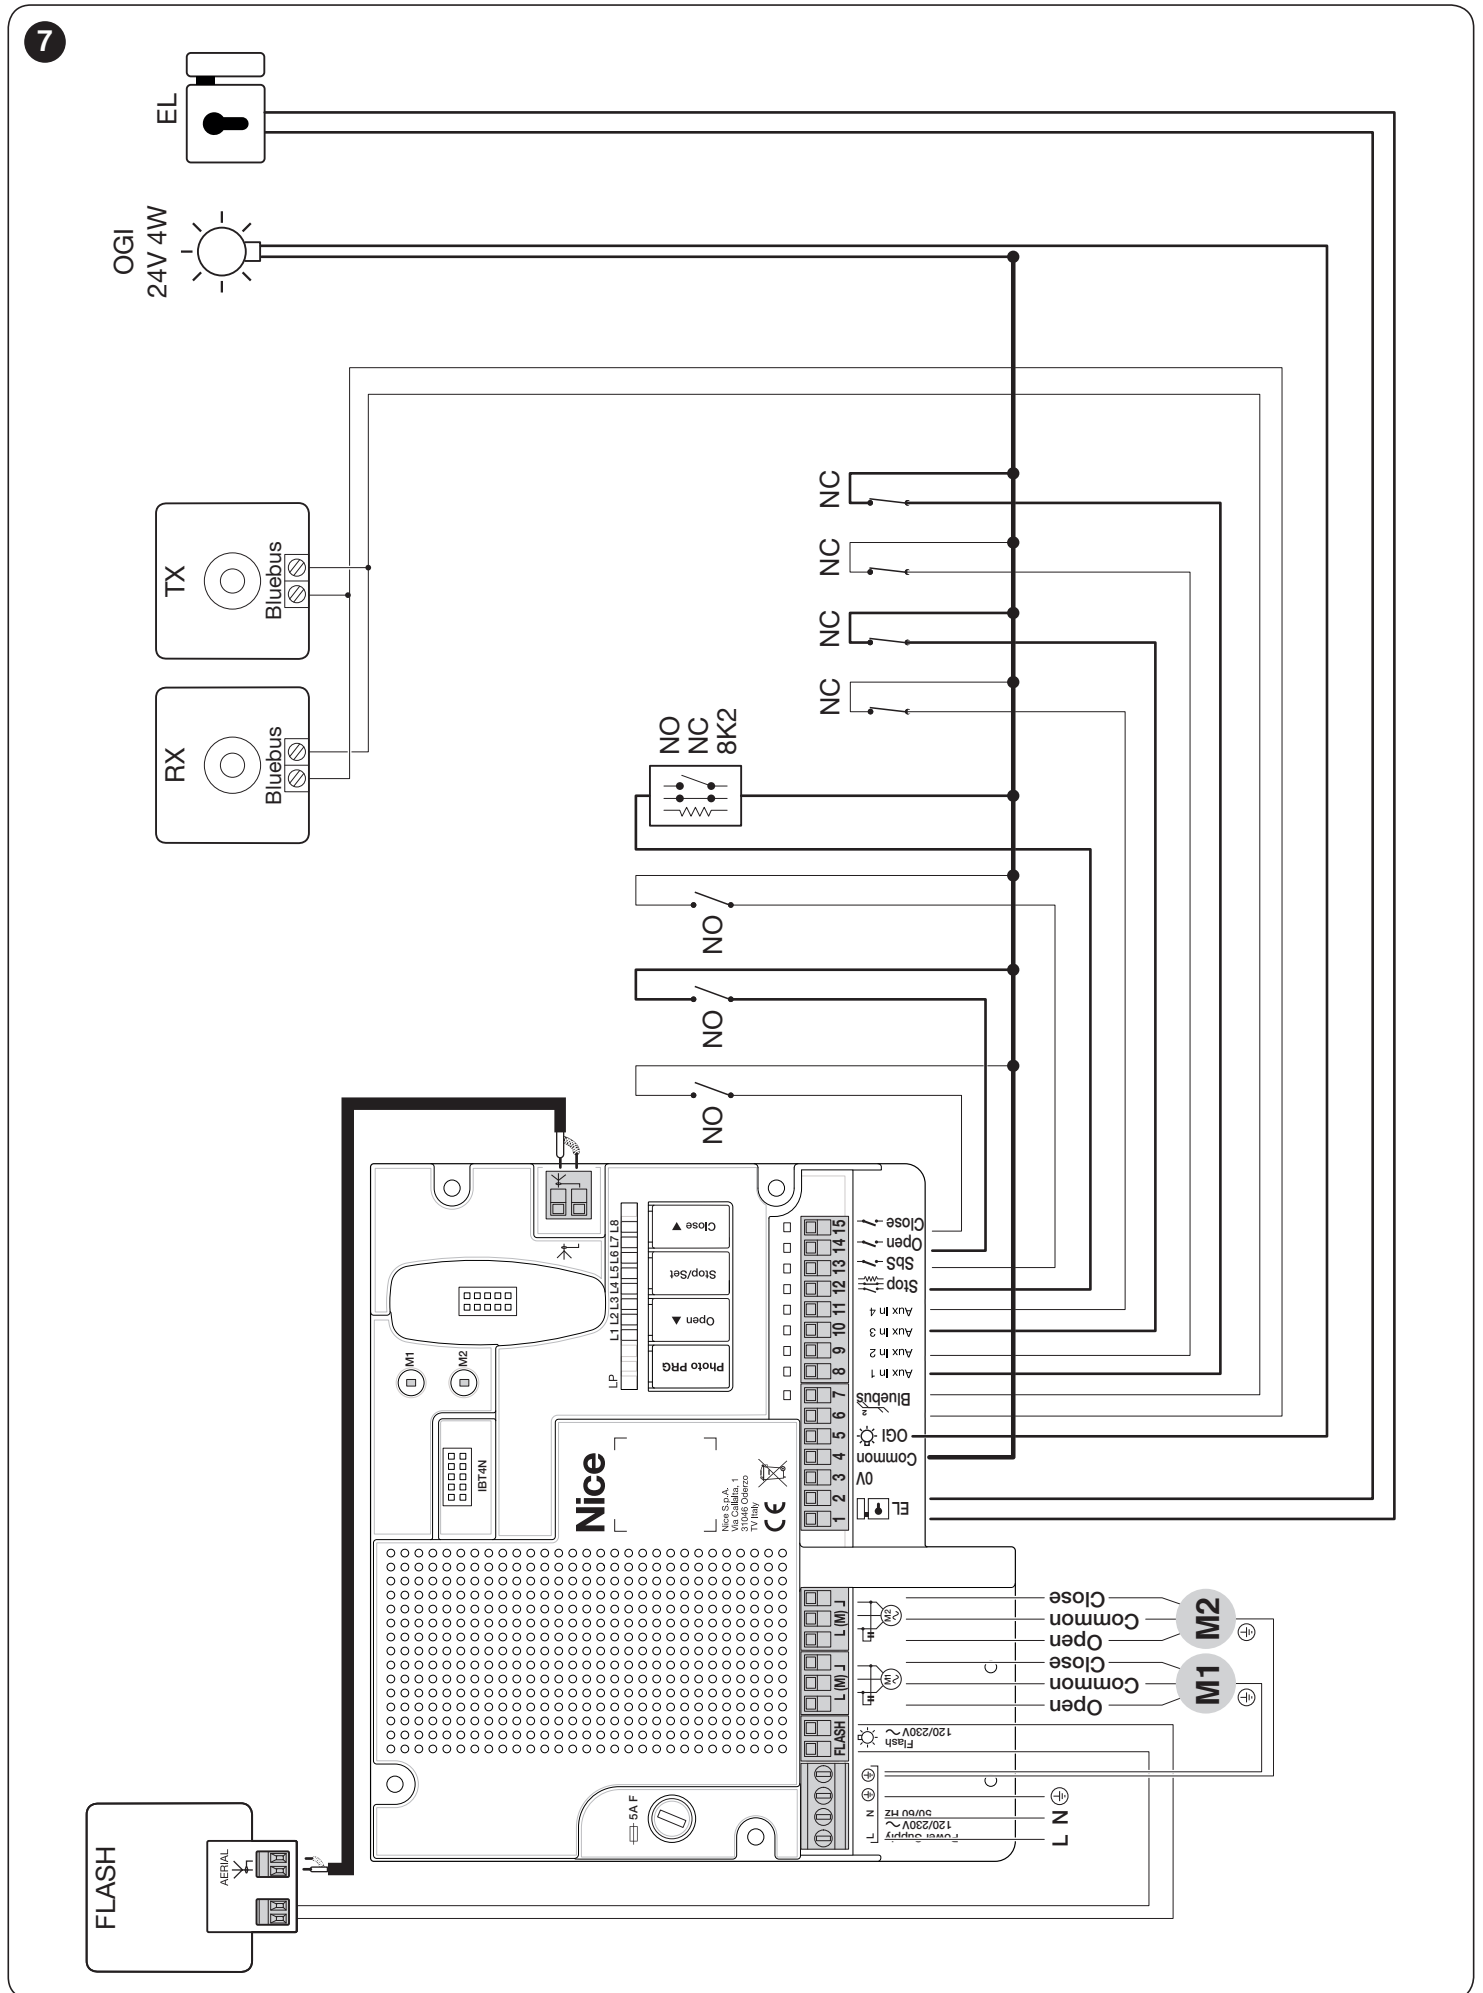 7
EL
OGI
24V 4W
TX
Bluebus
RX
Bluebus
NC
NC
NC
NC
NO
NC
8K2
NO
NO
NO
FLASH
AERIAL
M1
M2
IBT4N
L1 L2 L3 L4 L5 L6 L7 L8
LP
Close ▼
Stop/Set
Open ▲
Photo PRG
Nice
Nice S.p.A.
Via Callalta, 1
31046 Oderzo
TV Italy
CE
5A F
15 Close
14 Open
13 SbS
12 Stop
11 Aux In 4
10 Aux In 3
9 Aux In 2
8 Aux In 1
7 Bluebus
6
5 OGI
4 Common
3 0V
2
1 EL
L (M)
M2
Close
Common
Open
M2
L (M)
M1
Close
Common
Open
M1
FLASH
Flash
120/230V
L N
Power Supply
120/230V
50/60 Hz
L N